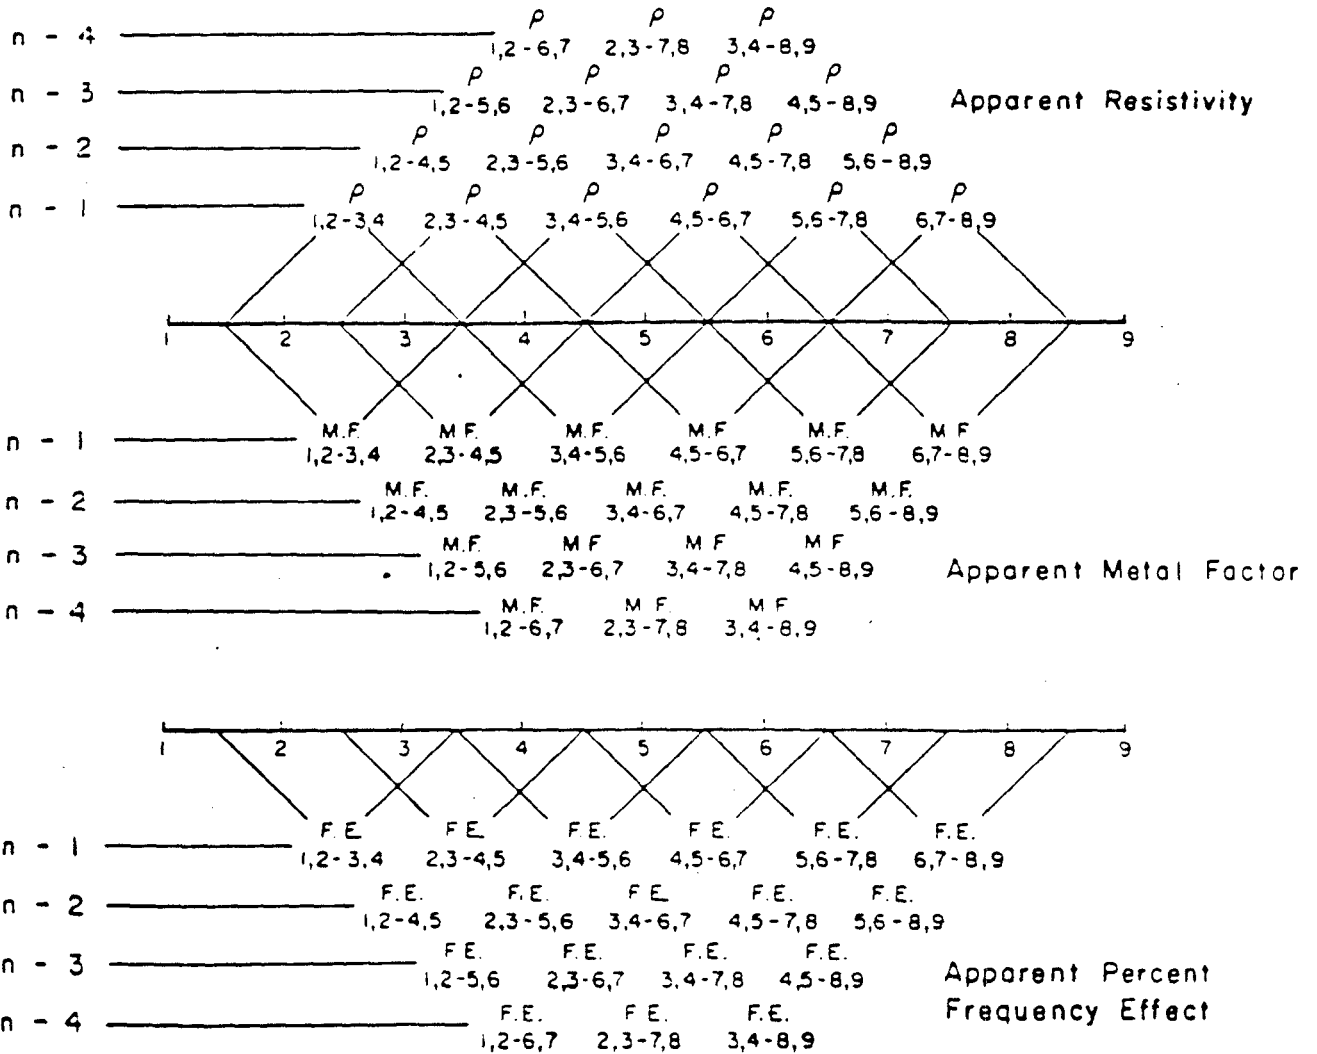 ρ ρ ρ
n - 4 1,2-6,7 2,3-7,8 3,4-8,9
ρ ρ ρ ρ
n - 3 1,2-5,6 2,3-6,7 3,4-7,8 4,5-8,9 Apparent Resistivity
ρ ρ ρ ρ ρ
n - 2 1,2-4,5 2,3-5,6 3,4-6,7 4,5-7,8 5,6-8,9
ρ ρ ρ ρ ρ ρ
n - 1 1,2-3,4 2,3-4,5 3,4-5,6 4,5-6,7 5,6-7,8 6,7-8,9
1 2 3 4 5 6 7 8 9
M.F. M.F. M.F. M.F M.F. M F
n - 1 1,2-3,4 2,3-4,5 3,4-5,6 4,5-6,7 5,6-7,8 6,7-8,9
M.F. M.F. M.F. M.F. M.F.
n - 2 1,2-4,5 2,3-5,6 3,4-6,7 4,5-7,8 5,6-8,9
M.F. M F M F M F
n - 3 1,2-5,6 2,3-6,7 3,4-7,8 4,5-8,9 Apparent Metal Factor
M.F. M F. M F
n - 4 1,2-6,7 2,3-7,8 3,4-8,9
1 2 3 4 5 6 7 8 9
F. E F E F.E. F E. F.E. F.E.
n - 1 1,2-3,4 2,3-4,5 3,4-5,6 4,5-6,7 5,6-7,8 6,7-8,9
F.E. F.E. F E F.E. F.E.
n - 2 1,2-4,5 2,3-5,6 3,4-6,7 4,5-7,8 5,6-8,9
F E. F.E. F.E. F.E.
n - 3 1,2-5,6 2,3-6,7 3,4-7,8 4,5-8,9 Apparent Percent
F.E. F E. F.E. Frequency Effect
n - 4 1,2-6,7 2,3-7,8 3,4-8,9